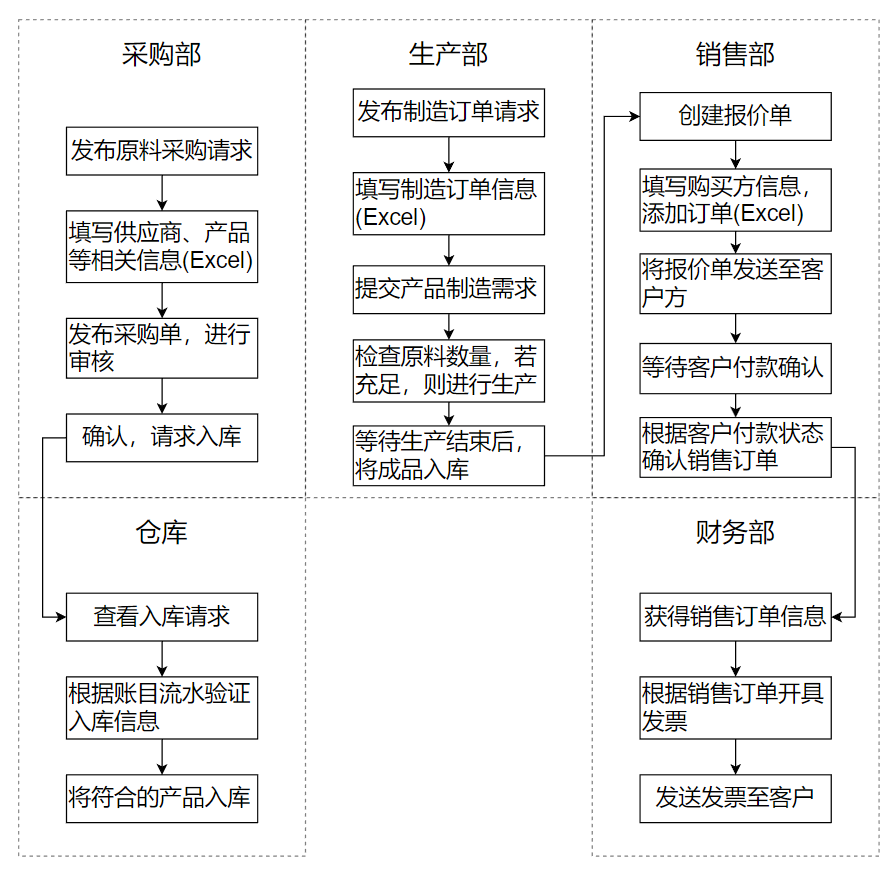 采购部
发布原料采购请求
填写供应商、产品
等相关信息(Excel)
发布采购单，进行
审核
确认，请求入库
生产部
发布制造订单请求
填写制造订单信息
(Excel)
提交产品制造需求
检查原料数量，若
充足，则进行生产
等待生产结束后，
将成品入库
销售部
创建报价单
填写购买方信息，
添加订单(Excel)
将报价单发送至客
户方
等待客户付款确认
根据客户付款状态
确认销售订单
仓库
查看入库请求
根据账目流水验证
入库信息
将符合的产品入库
财务部
获得销售订单信息
根据销售订单开具
发票
发送发票至客户